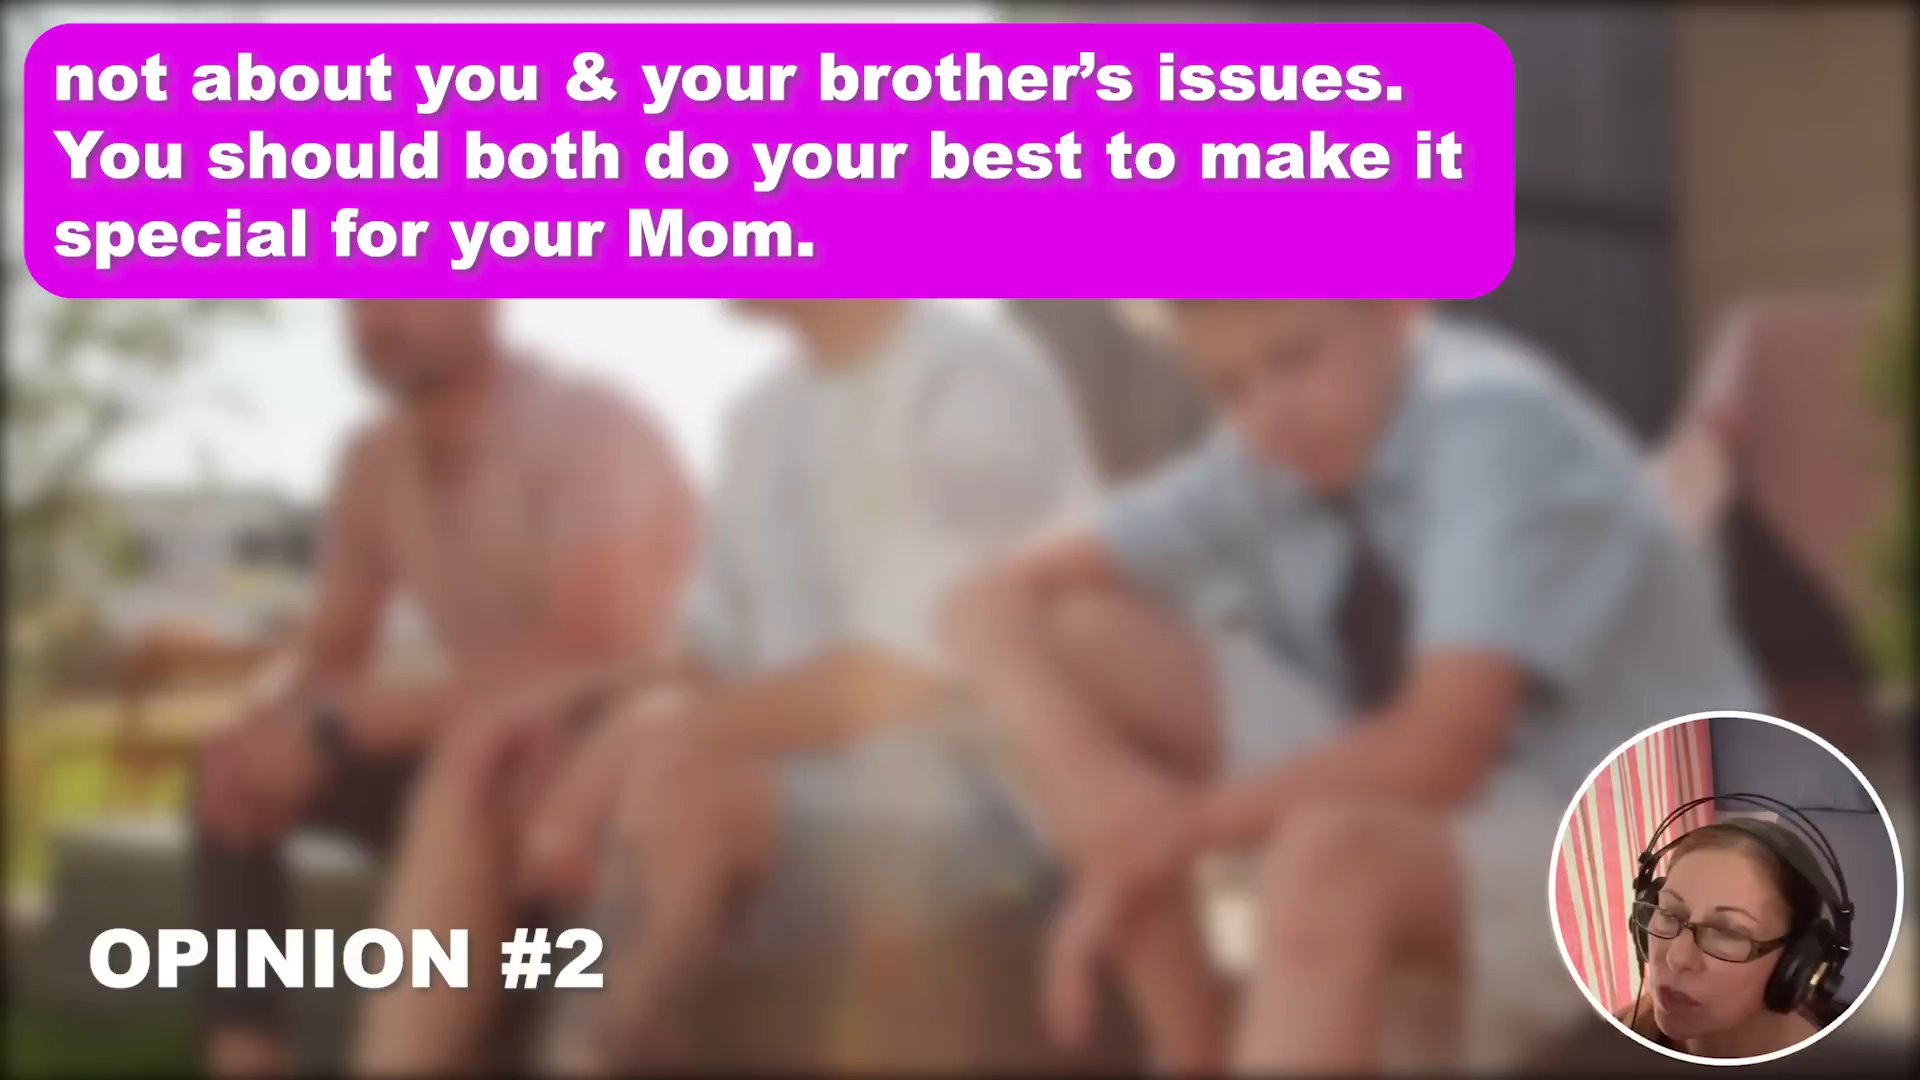 not about you & your brother’s issues.
You should both do your best to make it
special for your Mom.
OPINION #2